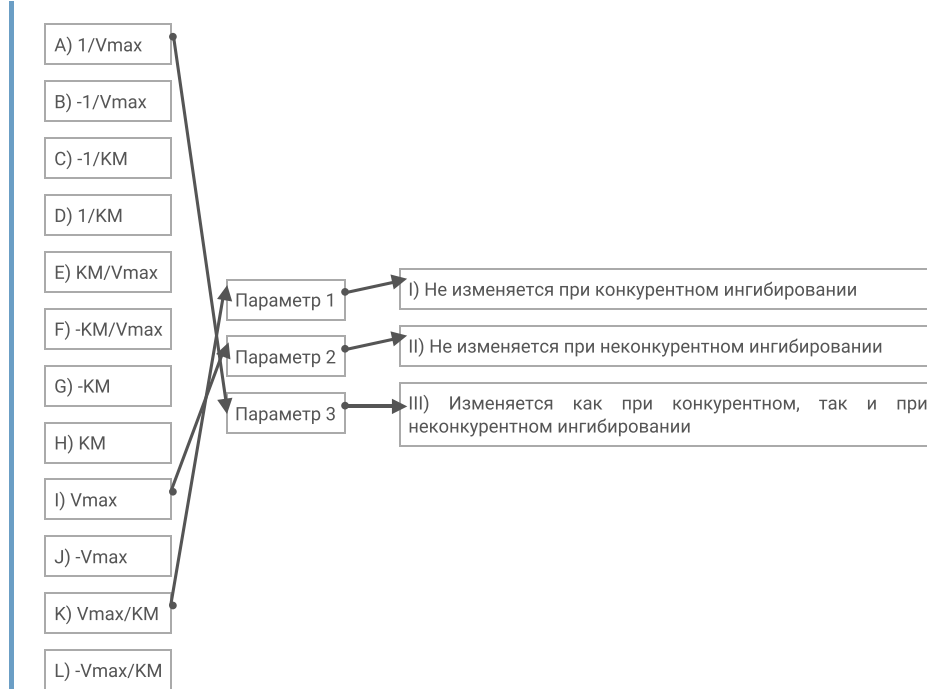 A) 1/Vmax
B) -1/Vmax
C) -1/KM
D) 1/KM
E) KM/Vmax
F) -KM/Vmax
G) -KM
H) KM
I) Vmax
J) -Vmax
K) Vmax/KM
L) -Vmax/KM
Параметр 1
Параметр 2
Параметр 3
I) Не изменяется при конкурентном ингибировании
II) Не изменяется при неконкурентном ингибировании
III) Изменяется как при конкурентном, так и при
неконкурентном ингибировании